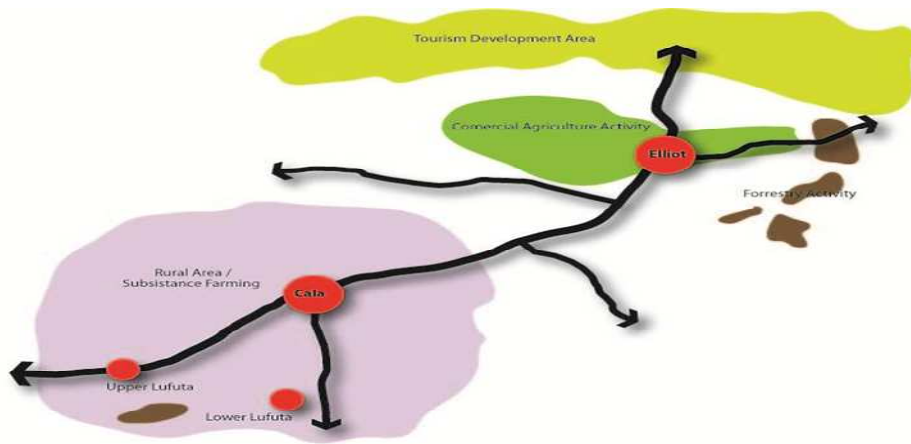 Tourism Development Area
Comercial Agriculture Activity
Elliot
Forrestry Activity
Rural Area /
Subsistance Farming
Cala
Upper Lufuta
Lower Lufuta